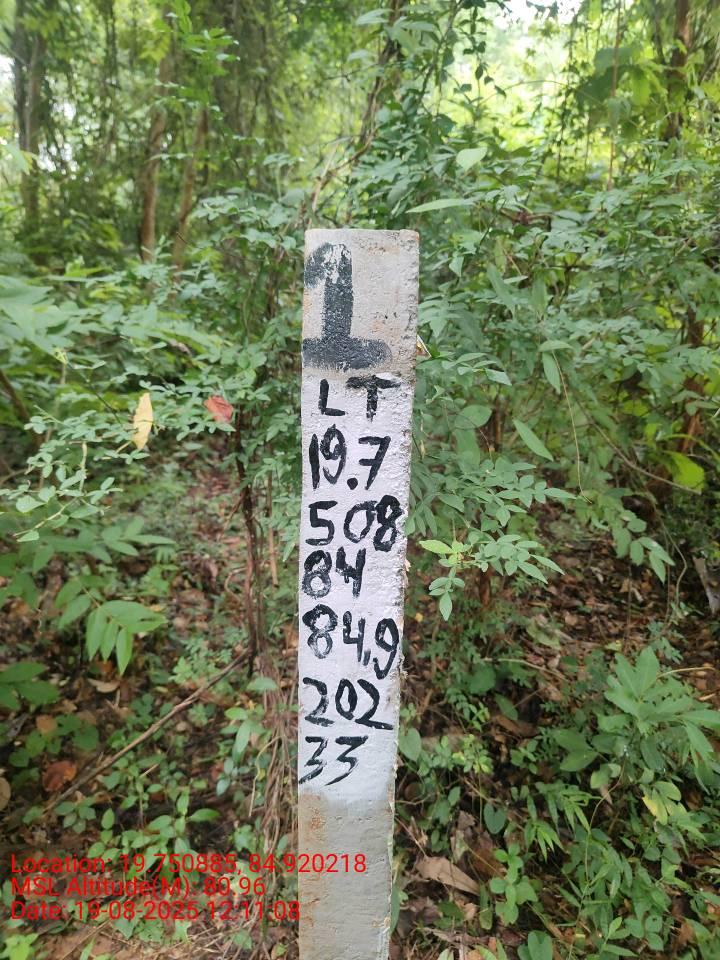 1
LT
19.7
508
84
84.9
202
33
Location: 19.750885, 84.920218
MSL Altitude(M): 80.96
Date: 19-08-2025 12:11:08